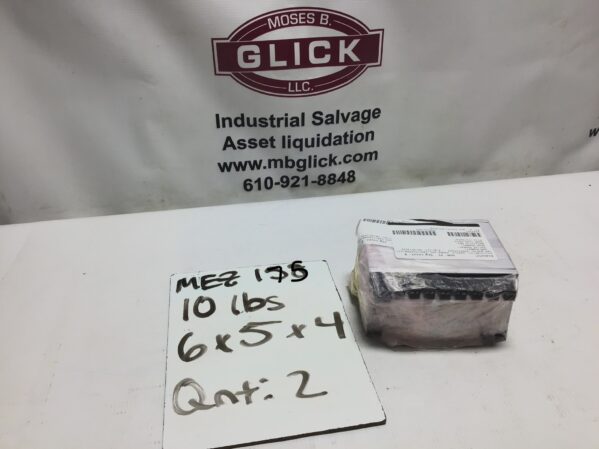 MOSES B.
GLICK
LLC.
Industrial Salvage
Asset liquidation
www.mbglick.com
610-921-8848
MEZ 175
10 lbs
6x5x4
Qnt: 2